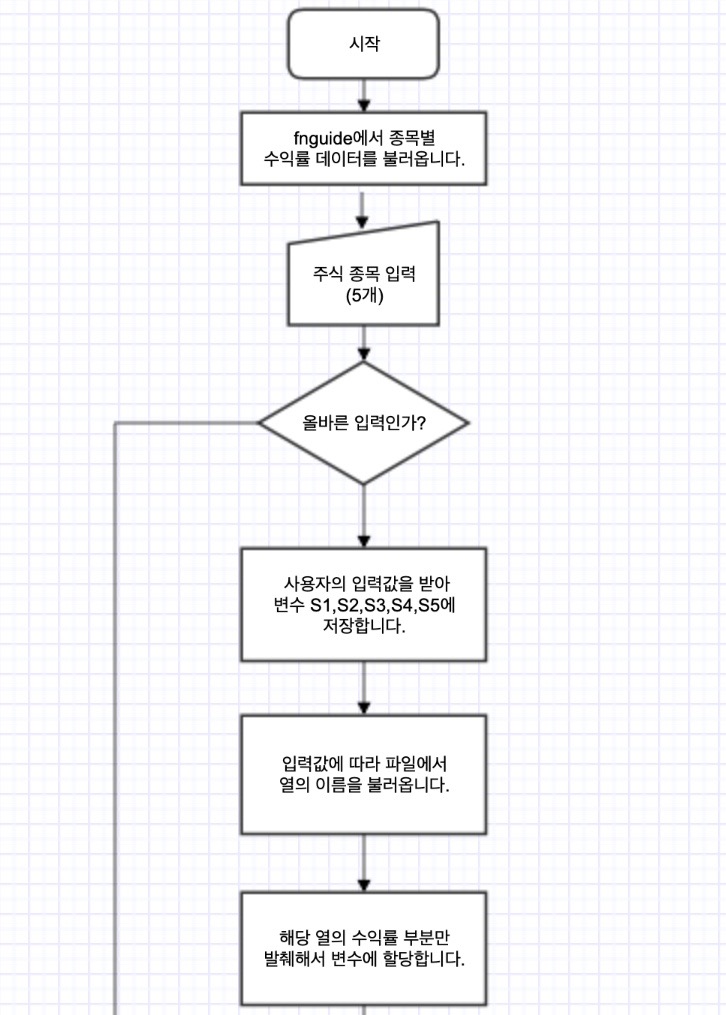 시작
fnguide에서 종목별
수익률 데이터를 불러옵니다.
주식 종목 입력
(5개)
올바른 입력인가?
사용자의 입력값을 받아
변수 S1,S2,S3,S4,S5에
저장합니다.
입력값에 따라 파일에서
열의 이름을 불러옵니다.
해당 열의 수익률 부분만
발췌해서 변수에 할당합니다.